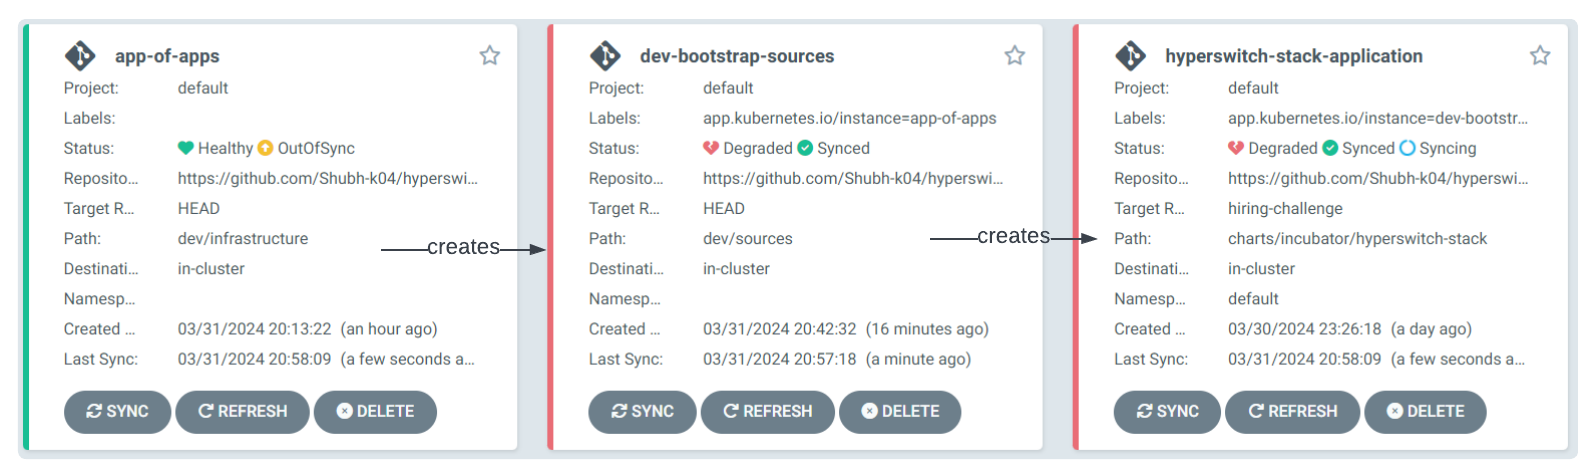 app-of-apps
Project: default
Labels:
Status: Healthy OutOfSync
Reposito... https://github.com/Shubh-k04/hyperswi...
Target R... HEAD
Path: dev/infrastructure
Destinati... in-cluster
Namesp...
Created ... 03/31/2024 20:13:22 (an hour ago)
Last Sync: 03/31/2024 20:58:09 (a few seconds a...
SYNC REFRESH DELETE
creates
dev-bootstrap-sources
Project: default
Labels: app.kubernetes.io/instance=app-of-apps
Status: Degraded Synced
Reposito... https://github.com/Shubh-k04/hyperswi...
Target R... HEAD
Path: dev/sources
Destinati... in-cluster
Namesp...
Created ... 03/31/2024 20:42:32 (16 minutes ago)
Last Sync: 03/31/2024 20:57:18 (a minute ago)
SYNC REFRESH DELETE
creates
hyperswitch-stack-application
Project: default
Labels: app.kubernetes.io/instance=dev-bootstr...
Status: Degraded Synced Syncing
Reposito... https://github.com/Shubh-k04/hyperswi...
Target R... hiring-challenge
Path: charts/incubator/hyperswitch-stack
Destinati... in-cluster
Namesp... default
Created ... 03/30/2024 23:26:18 (a day ago)
Last Sync: 03/31/2024 20:58:09 (a few seconds a...
SYNC REFRESH DELETE